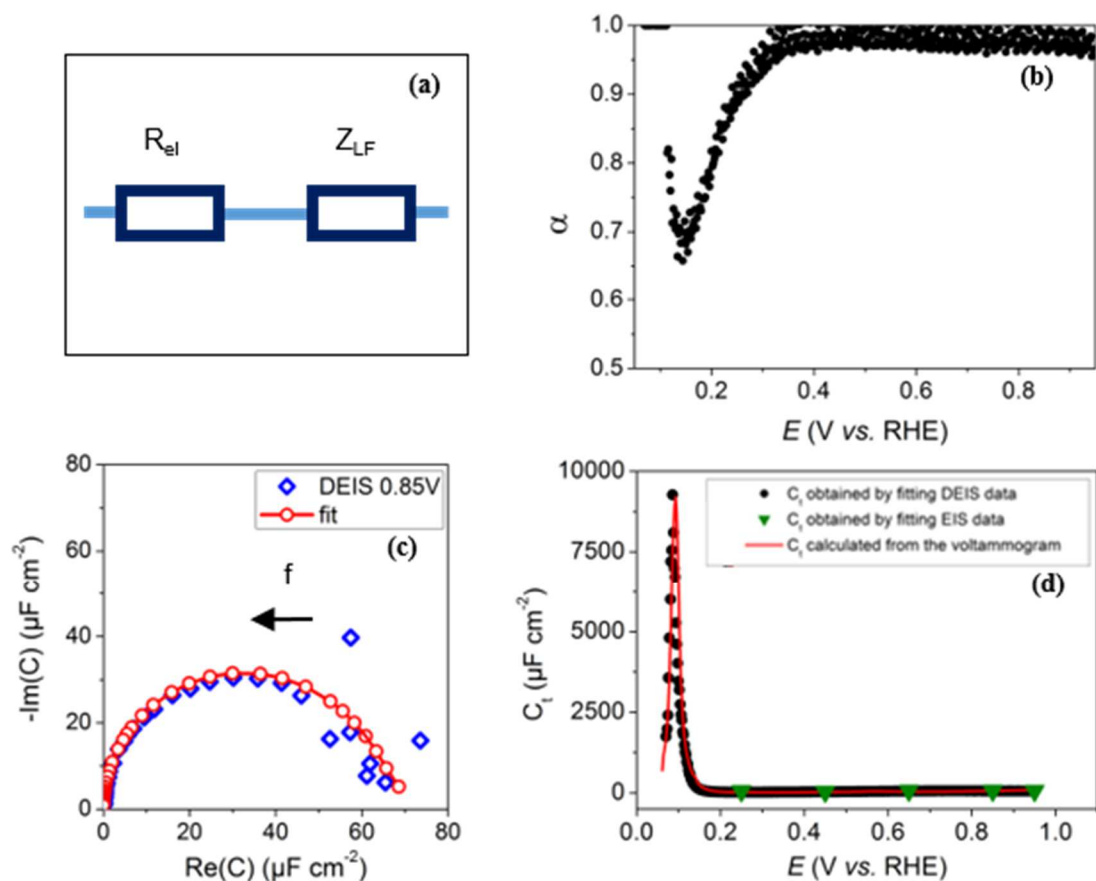 (a)
R_el Z_LF
(b)
1.0
0.9
0.8
0.7
0.6
0.5
α
0.2 0.4 0.6 0.8
E (V vs. RHE)
(c)
DEIS 0.85V
fit
f
80
60
40
20
0
-Im(C) (µF cm⁻²)
0 20 40 60 80
Re(C) (µF cm⁻²)
(d)
C_t obtained by fitting DEIS data
C_t obtained by fitting EIS data
C_t calculated from the voltammogram
10000
7500
5000
2500
0
C_t (µF cm⁻²)
0.0 0.2 0.4 0.6 0.8 1.0
E (V vs. RHE)